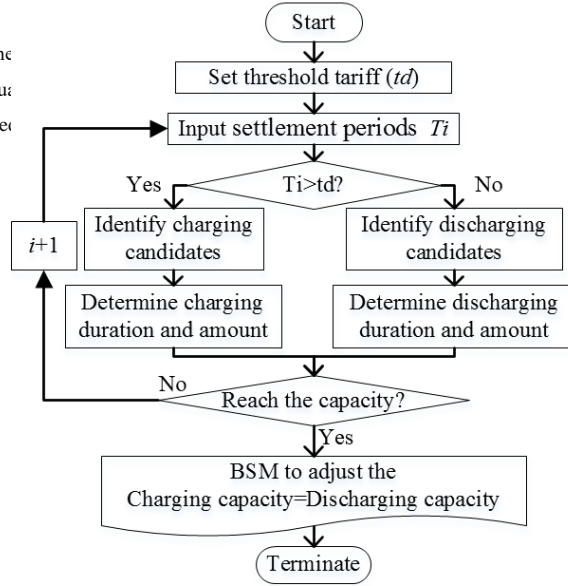 Start
Set threshold tariff (td)
Input settlement periods Ti
Ti>td?
Yes
No
Identify charging
candidates
Identify discharging
candidates
i+1
Determine charging
duration and amount
Determine discharging
duration and amount
No
Reach the capacity?
Yes
BSM to adjust the
Charging capacity=Discharging capacity
Terminate